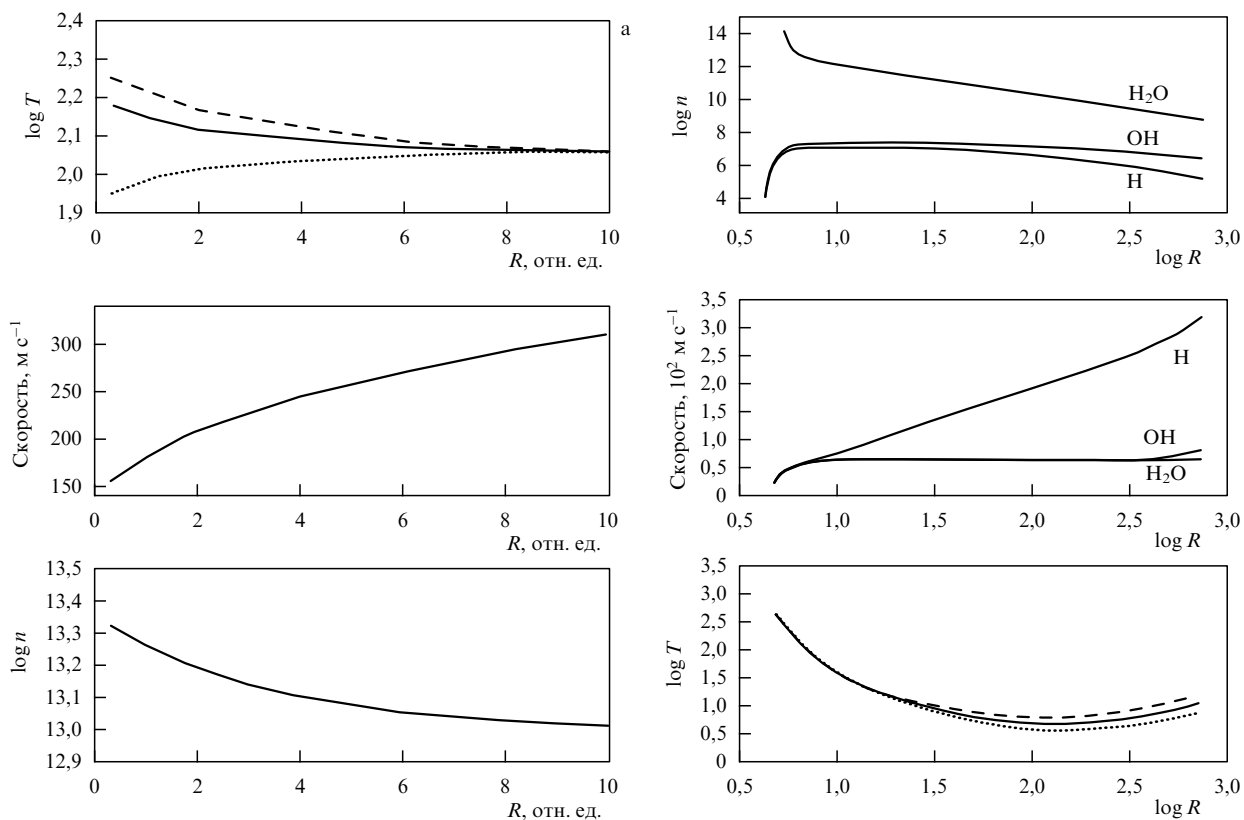 2,4
2,3
2,2
2,1
2,0
1,9
log T
0 2 4 6 8 10
R, отн. ед.
а
14
12
10
8
6
4
log n
H₂O
OH
H
0,5 1,0 1,5 2,0 2,5 3,0
log R
300
250
200
150
Скорость, м с⁻¹
0 2 4 6 8 10
R, отн. ед.
3,5
3,0
2,5
2,0
1,5
1,0
0,5
0
Скорость, 10² м с⁻¹
H
OH
H₂O
0,5 1,0 1,5 2,0 2,5 3,0
log R
13,5
13,4
13,3
13,2
13,1
13,0
12,9
log n
0 2 4 6 8 10
R, отн. ед.
3,5
3,0
2,5
2,0
1,5
1,0
0,5
0
log T
0,5 1,0 1,5 2,0 2,5 3,0
log R